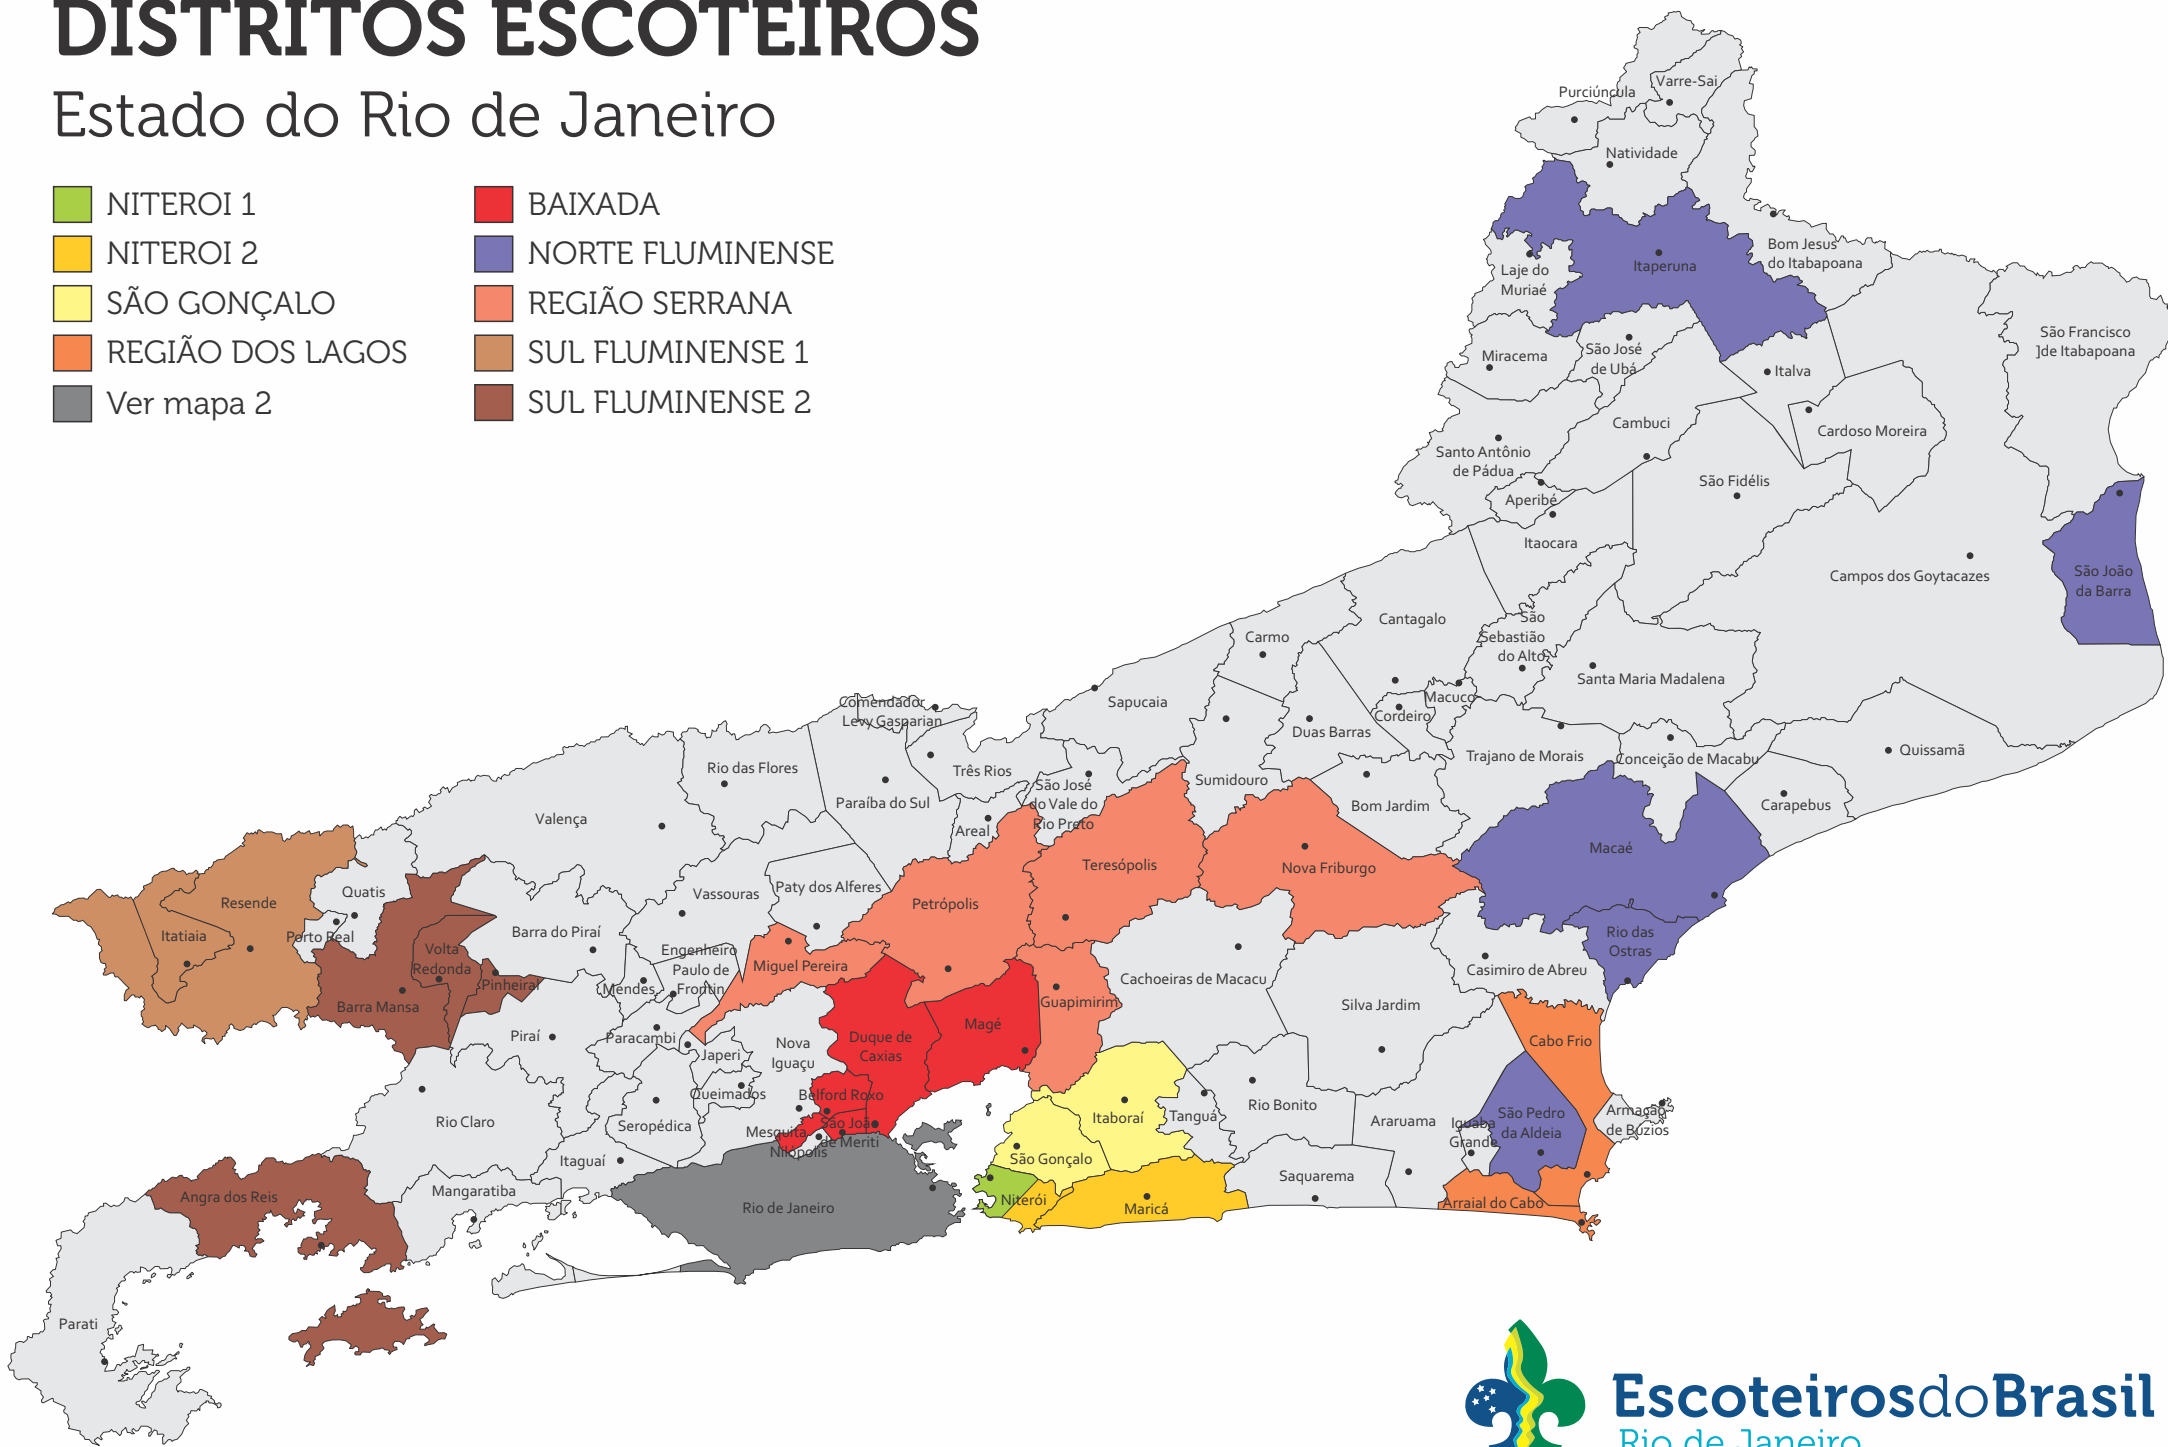 DISTRITOS ESCOTEIROS
Estado do Rio de Janeiro
NITEROI 1
NITEROI 2
SÃO GONÇALO
REGIÃO DOS LAGOS
Ver mapa 2
BAIXADA
NORTE FLUMINENSE
REGIÃO SERRANA
SUL FLUMINENSE 1
SUL FLUMINENSE 2
Varre-Sai
Purciúncula
Natividade
Bom Jesus
do Itabapoana
Itaperuna
Laje do
Muriaé
São Francisco
]de Itabapoana
Miracema
São José
de Ubá
Italva
Cambuci
Cardoso Moreira
Santo Antônio
de Pádua
Aperibé
São Fidélis
Itaocara
Campos dos Goytacazes
São João
da Barra
Cantagalo
Carmo
São
Sebastião
do Alto
Santa Maria Madalena
Macuco
Cordeiro
Sapucaia
Duas Barras
Comendador
Levy Gasparian
Trajano de Morais
Conceição de Macabu
Quissamã
Carapebus
Rio das Flores
Três Rios
Paraíba do Sul
São José
do Vale do
Rio Preto
Sumidouro
Bom Jardim
Areal
Valença
Macaé
Teresópolis
Nova Friburgo
Paty dos Alferes
Vassouras
Quatis
Resende
Petrópolis
Itatiaia
Porto Real
Volta
Redonda
Barra do Piraí
Engenheiro
Paulo de
Frontin
Miguel Pereira
Rio das
Ostras
Casimiro de Abreu
Cachoeiras de Macacu
Pinheiral
Mendes
Barra Mansa
Guapimirim
Silva Jardim
Magé
Piraí
Paracambi
Japeri
Nova
Iguaçu
Duque de
Caxias
Cabo Frio
Queimados
Belford Roxo
Rio Claro
Seropédica
Mesquita
São João
de Meriti
Nilópolis
Itaboraí
Tanguá
Rio Bonito
Araruama
Iguaba
Grande
São Pedro
da Aldeia
Armação
de Búzios
Itaguaí
São Gonçalo
Saquarema
Angra dos Reis
Mangaratiba
Rio de Janeiro
Niterói
Maricá
Arraial do Cabo
Parati
EscoteirosdoBrasil
Rio de Janeiro